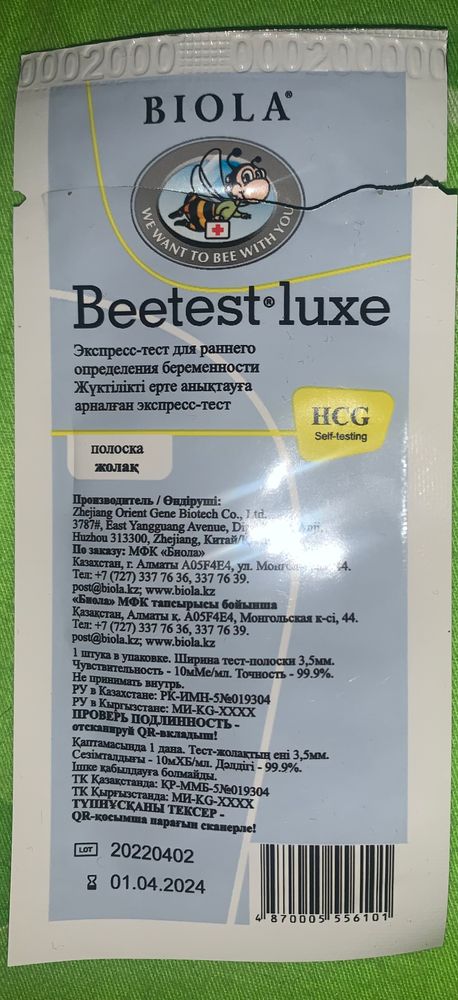 0002000 0002000000
BIOLA®
WE WANT TO BEE WITH YOU
Beetest® luxe
Экспресс-тест для раннего
определения беременности
Жүктілікті ерте анықтауға
арналған экспресс-тест
HCG
Self-testing
полоска
жолақ
Производитель / Өндіруші:
Zhejiang Orient Gene Biotech Co., Ltd.
3787#, East Yangguang Avenue,
Huzhou 313300, Zhejiang, Китай/
По заказу: МФК «Биола»
Казахстан, г. Алматы A05F4E4, ул. 44.
Тел: +7 (727) 337 76 36, 337 76 39.
post@biola.kz; www.biola.kz
«Биола» МФК тапсырысы бойынша
Қазақстан, Алматы қ. A05F4E4, Монгольская к-сі, 44.
Тел: +7 (727) 337 76 36, 337 76 39.
post@biola.kz; www.biola.kz
1 штука в упаковке. Ширина тест-полоски 3,5мм.
Чувствительность - 10мМе/мл. Точность - 99.9%.
Не принимать внутрь.
РУ в Казахстане: РК-ИМН-5№019304
РУ в Кыргызстане: МИ-KG-XXXX
ПРОВЕРЬ ПОДЛИННОСТЬ -
отсканируй QR-вкладыш!
Қаптамасында 1 дана. Тест-жолақтың ені 3,5мм.
Сезімталдығы - 10мХБ/мл. Дәлдігі - 99.9%.
Ішке қабылдауға болмайды.
ТК Қазақстанда: ҚР-ММБ-5№019304
ТК Қырғызстанда: МИ-KG-XXXX
ТҮПНҰСҚАНЫ ТЕКСЕР -
QR-қосымша парағын сканерле!
LOT 20220402
01.04.2024
4 870005 556101